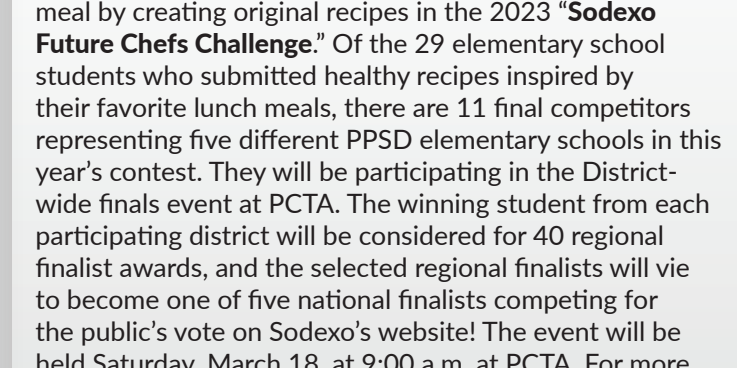 meal by creating original recipes in the 2023 “Sodexo
Future Chefs Challenge.” Of the 29 elementary school
students who submitted healthy recipes inspired by
their favorite lunch meals, there are 11 final competitors
representing five different PPSD elementary schools in this
year’s contest. They will be participating in the District-
wide finals event at PCTA. The winning student from each
participating district will be considered for 40 regional
finalist awards, and the selected regional finalists will vie
to become one of five national finalists competing for
the public’s vote on Sodexo’s website! The event will be
held Saturday, March 18, at 9:00 a.m. at PCTA. For more